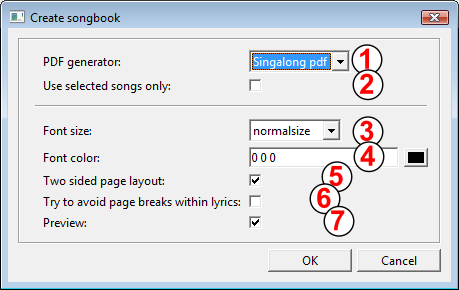 Create songbook
PDF generator: Singalong pdf 1
Use selected songs only: 2
Font size: normalsize 3
Font color: 0 0 0 4
Two sided page layout: 5
Try to avoid page breaks within lyrics: 6
Preview: 7
OK Cancel